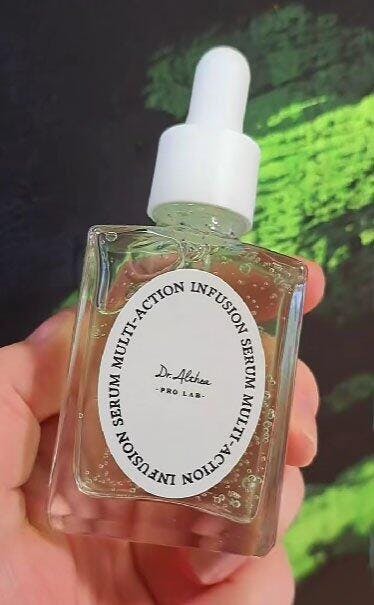 MULTI-ACTION INFUSION SERUM MULTI-ACTION INFUSION SERUM
Dr.Althea
-PRO LAB-